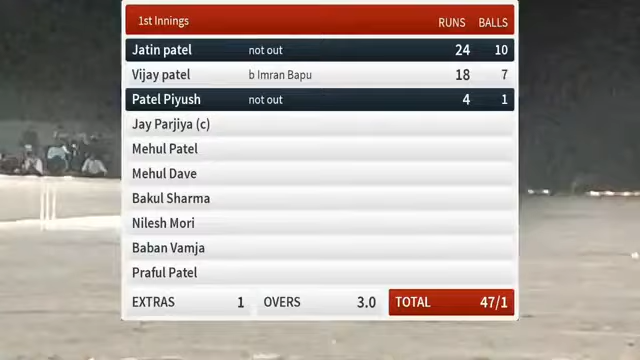 1st Innings RUNS BALLS
Jatin patel not out 24 10
Vijay patel b Imran Bapu 18 7
Patel Piyush not out 4 1
Jay Parjiya (c)
Mehul Patel
Mehul Dave
Bakul Sharma
Nilesh Mori
Baban Vamja
Praful Patel
EXTRAS 1 OVERS 3.0 TOTAL 47/1